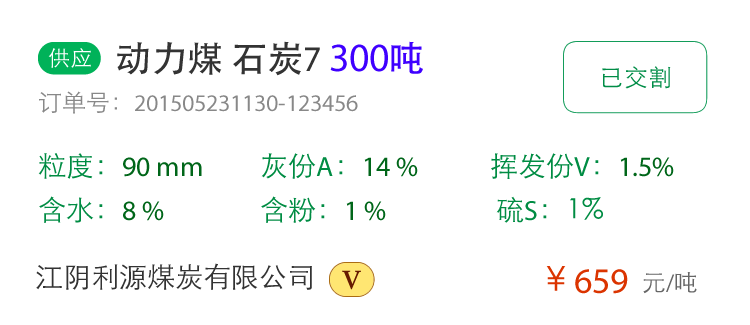 供应 动力煤 石炭7 300吨 已交割
订单号：201505231130-123456
粒度：90 mm 灰份A：14 % 挥发份V：1.5%
含水：8 % 含粉：1 % 硫S：1%
江阴利源煤炭有限公司 V ¥ 659 元/吨